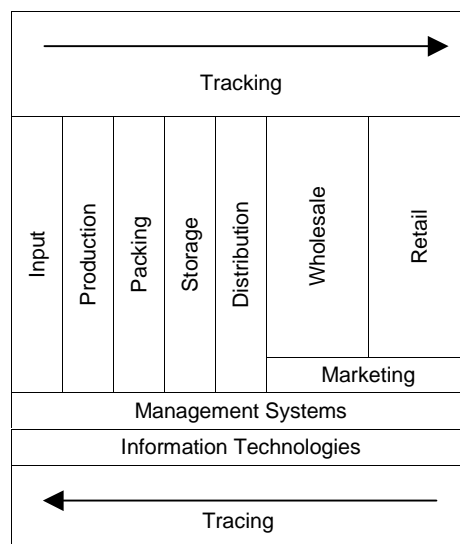 Tracking
Input
Production
Packing
Storage
Distribution
Wholesale
Retail
Marketing
Management Systems
Information Technologies
Tracing